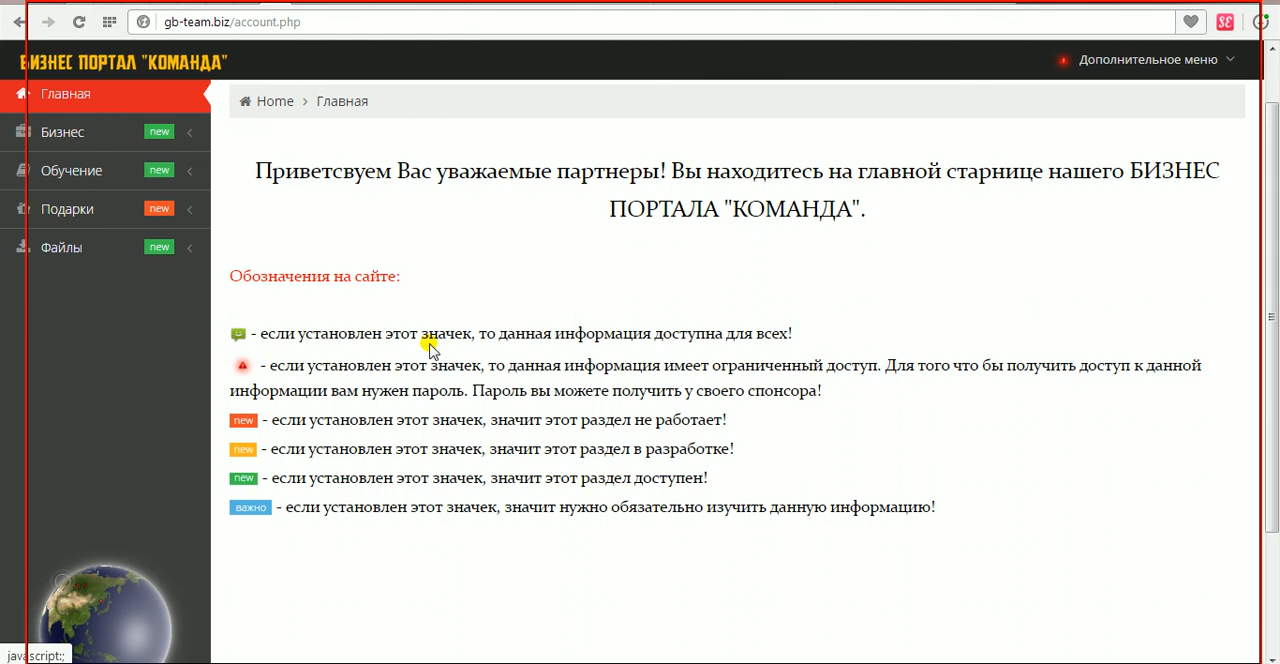 gb-team.biz/account.php
БИЗНЕС ПОРТАЛ "КОМАНДА"
Дополнительное меню
Главная
Home > Главная
Бизнес new
Обучение new
Подарки new
Файлы new
Приветсвуем Вас уважаемые партнеры! Вы находитесь на главной старнице нашего БИЗНЕС
ПОРТАЛА "КОМАНДА".
Обозначения на сайте:
- если установлен этот значек, то данная информация доступна для всех!
- если установлен этот значек, то данная информация имеет ограниченный доступ. Для того что бы получить доступ к данной
информации вам нужен пароль. Пароль вы можете получить у своего спонсора!
new - если установлен этот значек, значит этот раздел не работает!
new - если установлен этот значек, значит этот раздел в разработке!
new - если установлен этот значек, значит этот раздел доступен!
важно - если установлен этот значек, значит нужно обязательно изучить данную информацию!
javascript:;